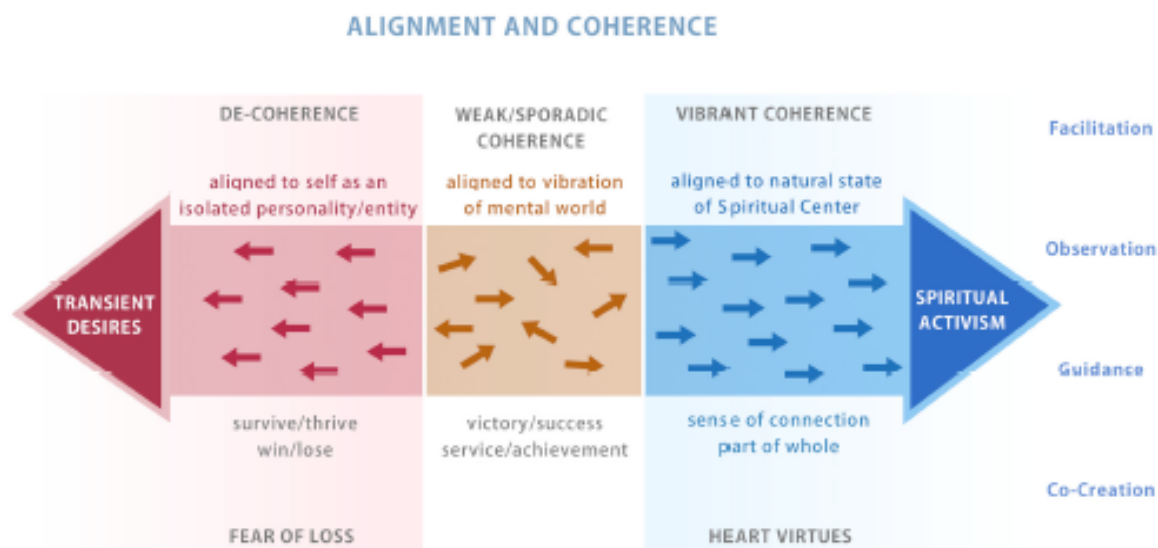 ALIGNMENT AND COHERENCE
DE-COHERENCE
aligned to self as an
isolated personality/entity
WEAK/SPORADIC
COHERENCE
aligned to vibration
of mental world
VIBRANT COHERENCE
aligned to natural state
of Spiritual Center
TRANSIENT
DESIRES
SPIRITUAL
ACTIVISM
survive/thrive
win/lose
victory/success
service/achievement
sense of connection
part of whole
FEAR OF LOSS
HEART VIRTUES
Facilitation
Observation
Guidance
Co-Creation